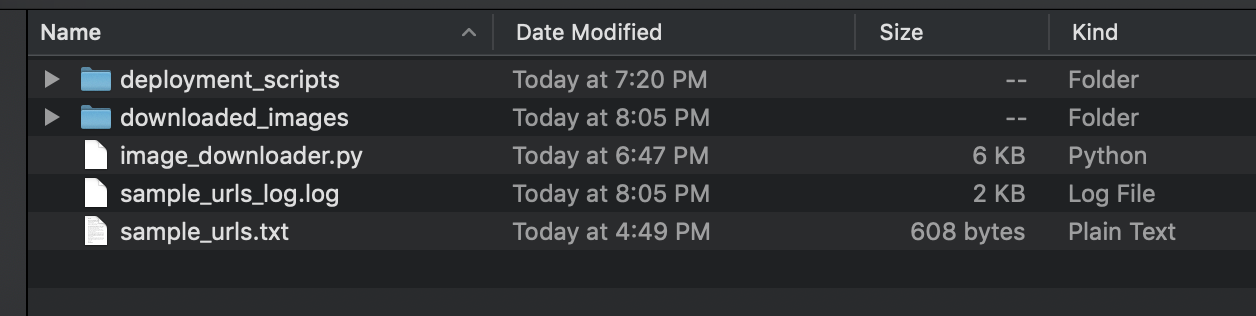 Name Date Modified Size Kind
deployment_scripts Today at 7:20 PM -- Folder
downloaded_images Today at 8:05 PM -- Folder
image_downloader.py Today at 6:47 PM 6 KB Python
sample_urls_log.log Today at 8:05 PM 2 KB Log File
sample_urls.txt Today at 4:49 PM 608 bytes Plain Text